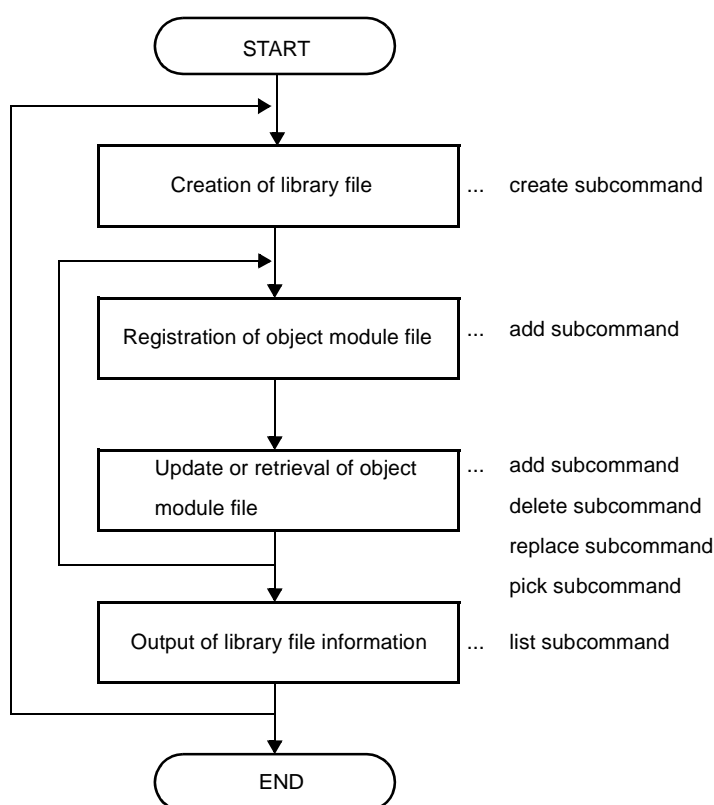 START
Creation of library file ... create subcommand
Registration of object module file ... add subcommand
Update or retrieval of object ... add subcommand
module file delete subcommand
replace subcommand
pick subcommand
Output of library file information ... list subcommand
END